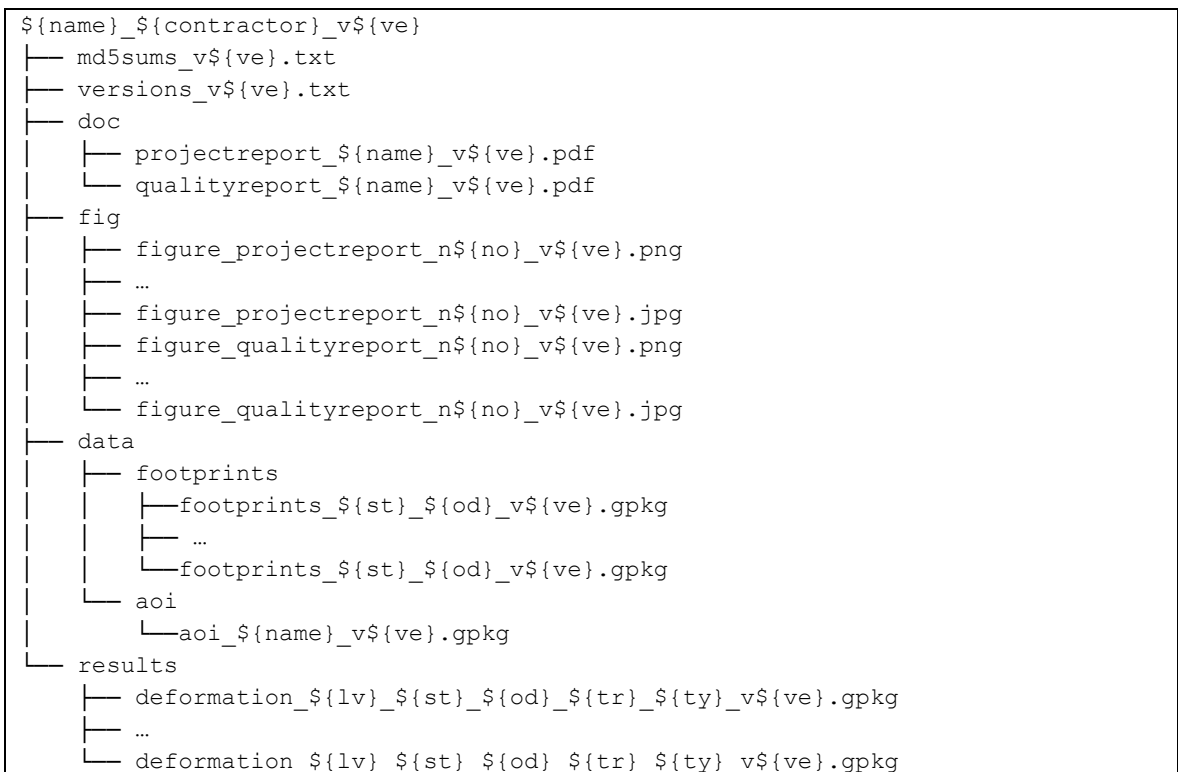 ${name}_${contractor}_v${ve}
├── md5sums_v${ve}.txt
├── versions_v${ve}.txt
├── doc
│   ├── projectreport_${name}_v${ve}.pdf
│   └── qualityreport_${name}_v${ve}.pdf
├── fig
│   ├── figure_projectreport_n${no}_v${ve}.png
│   ├── …
│   ├── figure_projectreport_n${no}_v${ve}.jpg
│   ├── figure_qualityreport_n${no}_v${ve}.png
│   ├── …
│   └── figure_qualityreport_n${no}_v${ve}.jpg
├── data
│   ├── footprints
│   │   ├──footprints_${st}_${od}_v${ve}.gpkg
│   │   ├── …
│   │   └──footprints_${st}_${od}_v${ve}.gpkg
│   └── aoi
│       └──aoi_${name}_v${ve}.gpkg
└── results
    ├── deformation_${lv}_${st}_${od}_${tr}_${ty}_v${ve}.gpkg
    ├── …
    └── deformation ${lv} ${st} ${od} ${tr} ${ty} v${ve}.gpkg